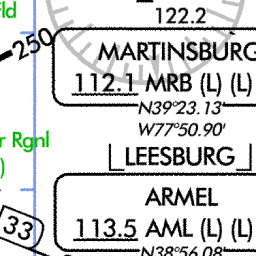 122.2
250
MARTINSBURG
112.1 MRB (L) (L)
N39°23.13'
W77°50.90'
r Rgnl
LEESBURG
)
ARMEL
33
113.5 AML (L) (L)
N38°56.08'